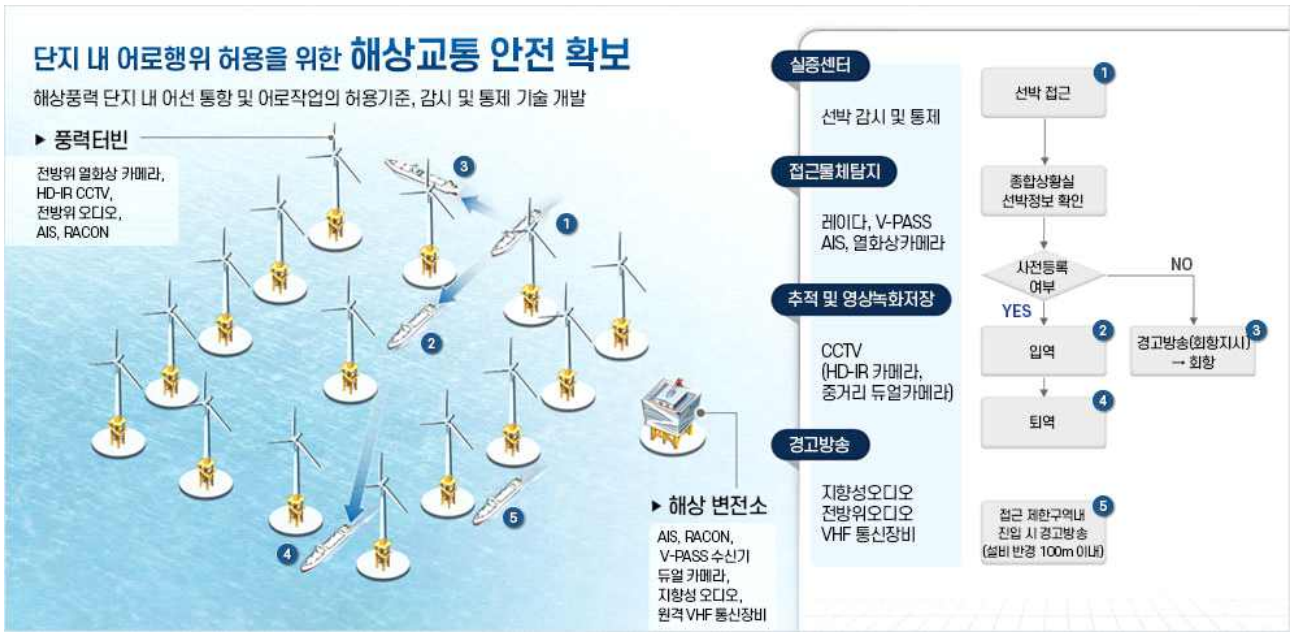 단지 내 어로행위 허용을 위한 해상교통 안전 확보
해상풍력 단지 내 어선 통항 및 어로작업의 허용기준, 감시 및 통제 기술 개발
▶ 풍력터빈
전방위 열화상 카메라,
HD-IR CCTV,
전방위 오디오,
AIS, RACON
3
1
2
4
5
▶ 해상 변전소
AIS, RACON,
V-PASS 수신기
듀얼 카메라,
지향성 오디오,
원격 VHF 통신장비
실증센터
선박 감시 및 통제
접근물체탐지
레이다, V-PASS
AIS, 열화상카메라
추적 및 영상녹화저장
CCTV
(HD-IR 카메라,
중거리 듀얼카메라)
경고방송
지향성오디오
전방위오디오
VHF 통신장비
1
선박 접근
종합상황실
선박정보 확인
사전등록
여부
NO
YES
2
입역
3
경고방송(회항지시)
→ 회항
4
퇴역
5
접근 제한구역내
진입 시 경고방송
(설비 반경 100m 이내)